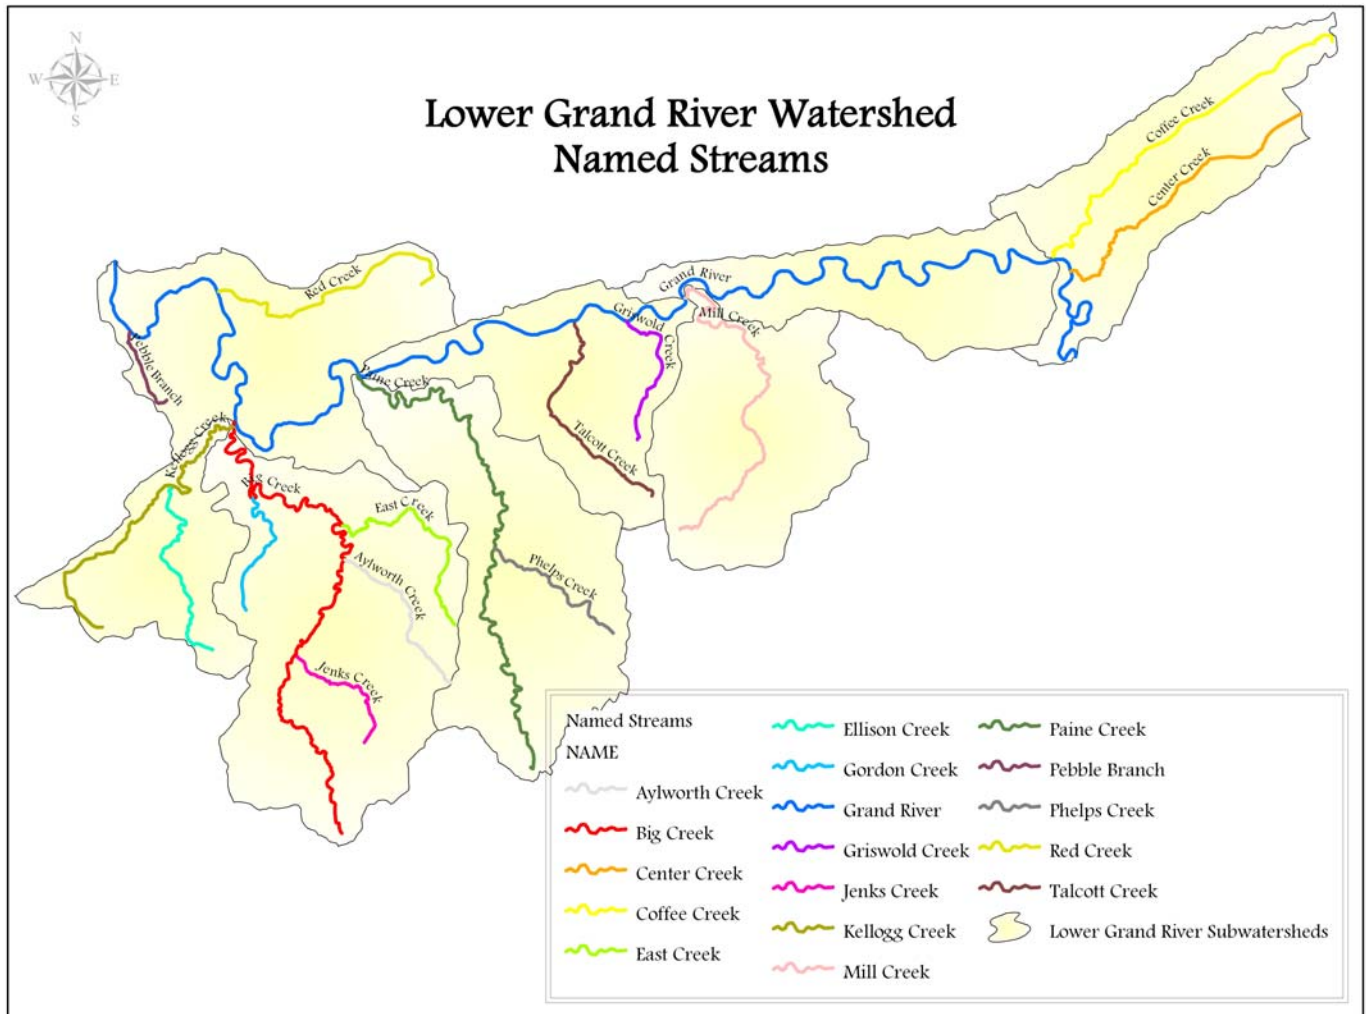 N
W E
S
Lower Grand River Watershed
Named Streams
Coffee Creek
Center Creek
Red Creek
Grand River
Griswold Creek
Mill Creek
Pebble Branch
Paine Creek
Kellogg Creek
Talcott Creek
Big Creek
East Creek
Aylworth Creek
Phelps Creek
Jenks Creek
Named Streams
NAME
Aylworth Creek
Big Creek
Center Creek
Coffee Creek
East Creek
Ellison Creek
Gordon Creek
Grand River
Griswold Creek
Jenks Creek
Kellogg Creek
Mill Creek
Paine Creek
Pebble Branch
Phelps Creek
Red Creek
Talcott Creek
Lower Grand River Subwatersheds